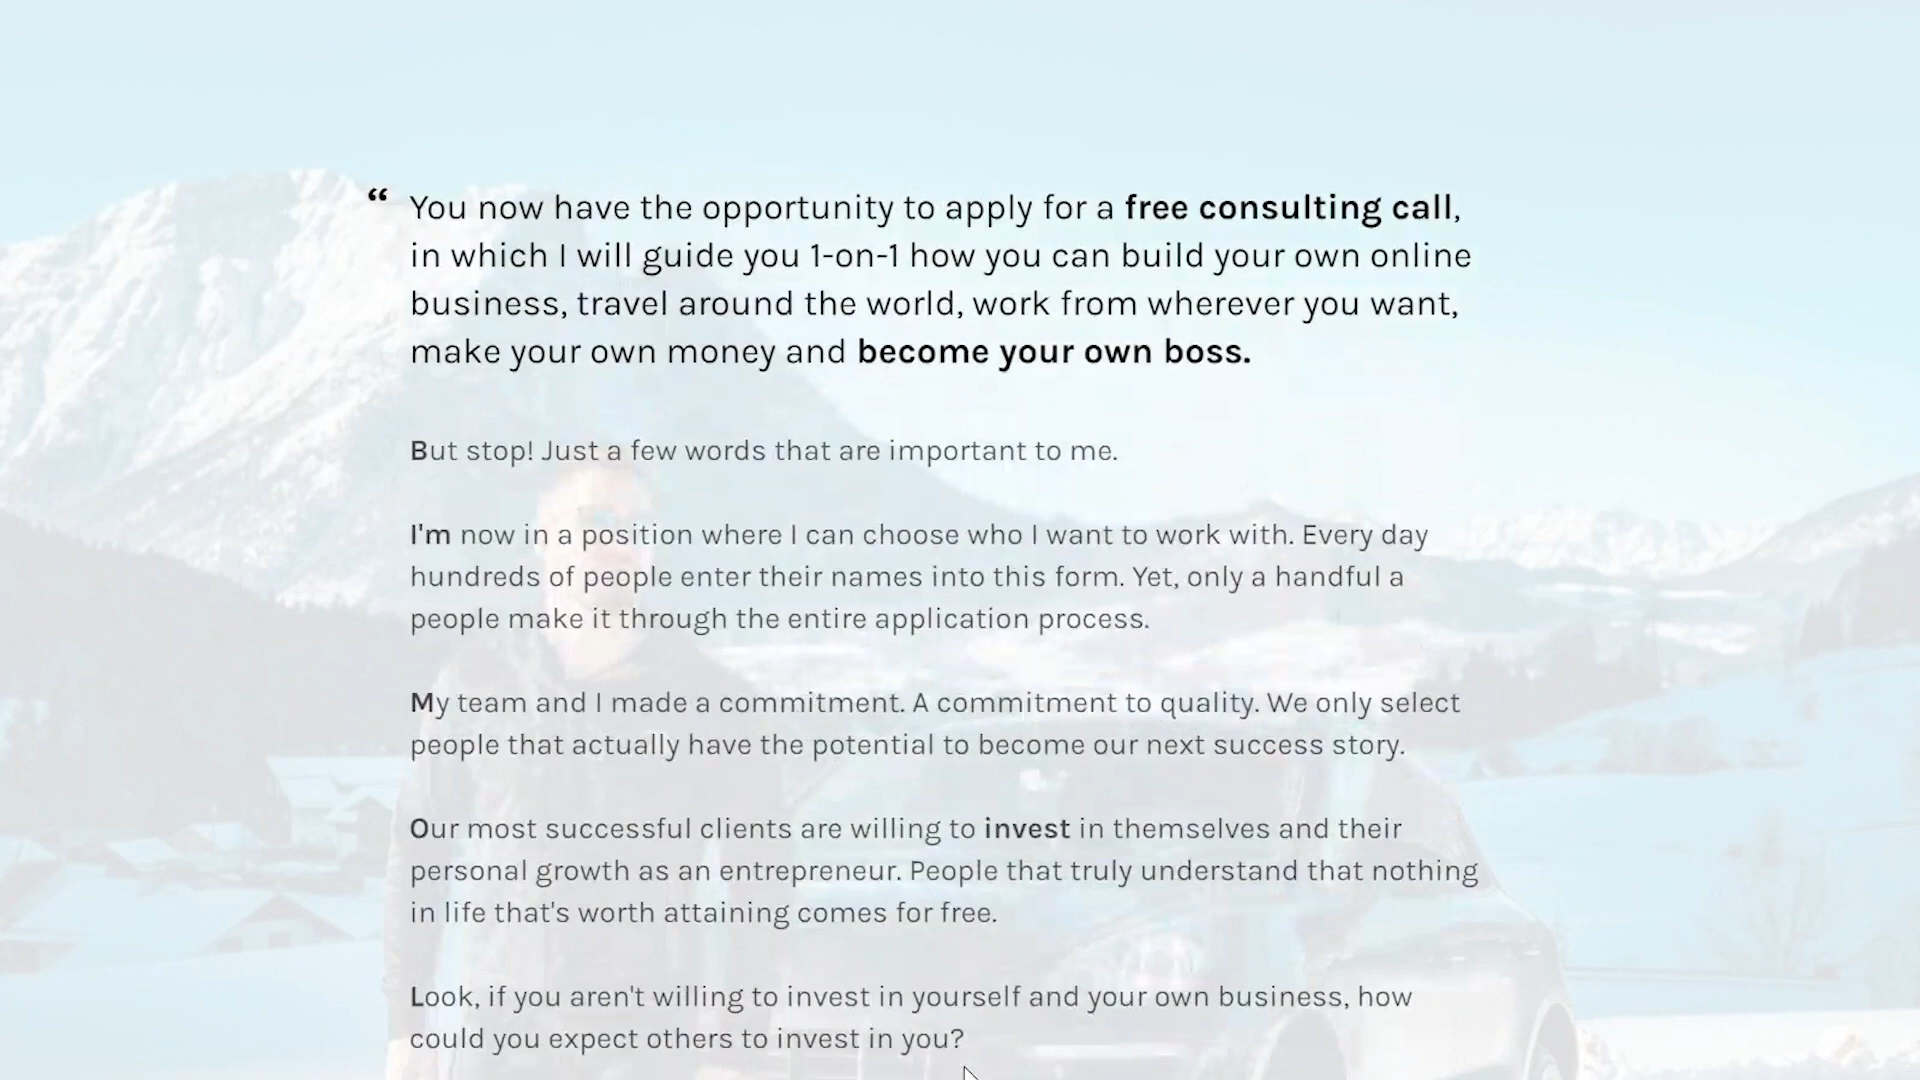 “ You now have the opportunity to apply for a free consulting call,
in which I will guide you 1-on-1 how you can build your own online
business, travel around the world, work from wherever you want,
make your own money and become your own boss.
But stop! Just a few words that are important to me.
I'm now in a position where I can choose who I want to work with. Every day
hundreds of people enter their names into this form. Yet, only a handful a
people make it through the entire application process.
My team and I made a commitment. A commitment to quality. We only select
people that actually have the potential to become our next success story.
Our most successful clients are willing to invest in themselves and their
personal growth as an entrepreneur. People that truly understand that nothing
in life that's worth attaining comes for free.
Look, if you aren't willing to invest in yourself and your own business, how
could you expect others to invest in you?